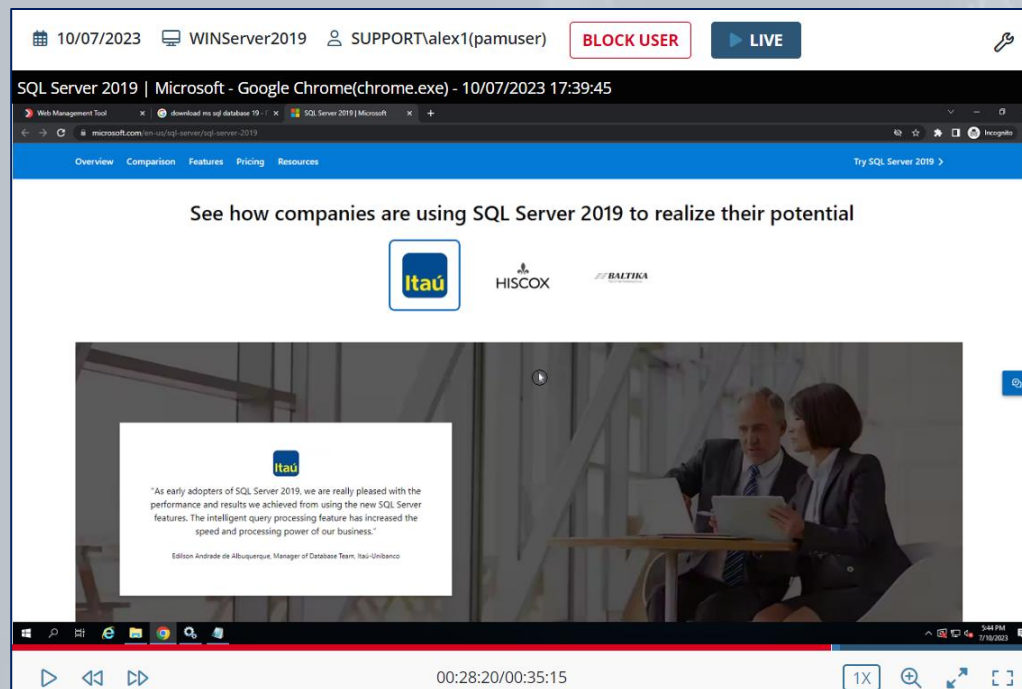 10/07/2023 WINServer2019 SUPPORT\alex1(pamuser) BLOCK USER LIVE
SQL Server 2019 | Microsoft - Google Chrome(chrome.exe) - 10/07/2023 17:39:45
Web Management Tool download ms sql database 19 - SQL Server 2019 | Microsoft
microsoft.com/en-us/sql-server/sql-server-2019 Incognito
Overview Comparison Features Pricing Resources Try SQL Server 2019
See how companies are using SQL Server 2019 to realize their potential
Itaú HISCOX BALTIKA
Itaú
"As early adopters of SQL Server 2019, we are really pleased with the
performance and results we achieved from using the new SQL Server
features. The intelligent query processing feature has increased the
speed and processing power of our business."
Edilson Andrade de Albuquerque, Manager of Database Team, Itaú-Unibanco
5:44 PM
7/10/2023
00:28:20/00:35:15 1X